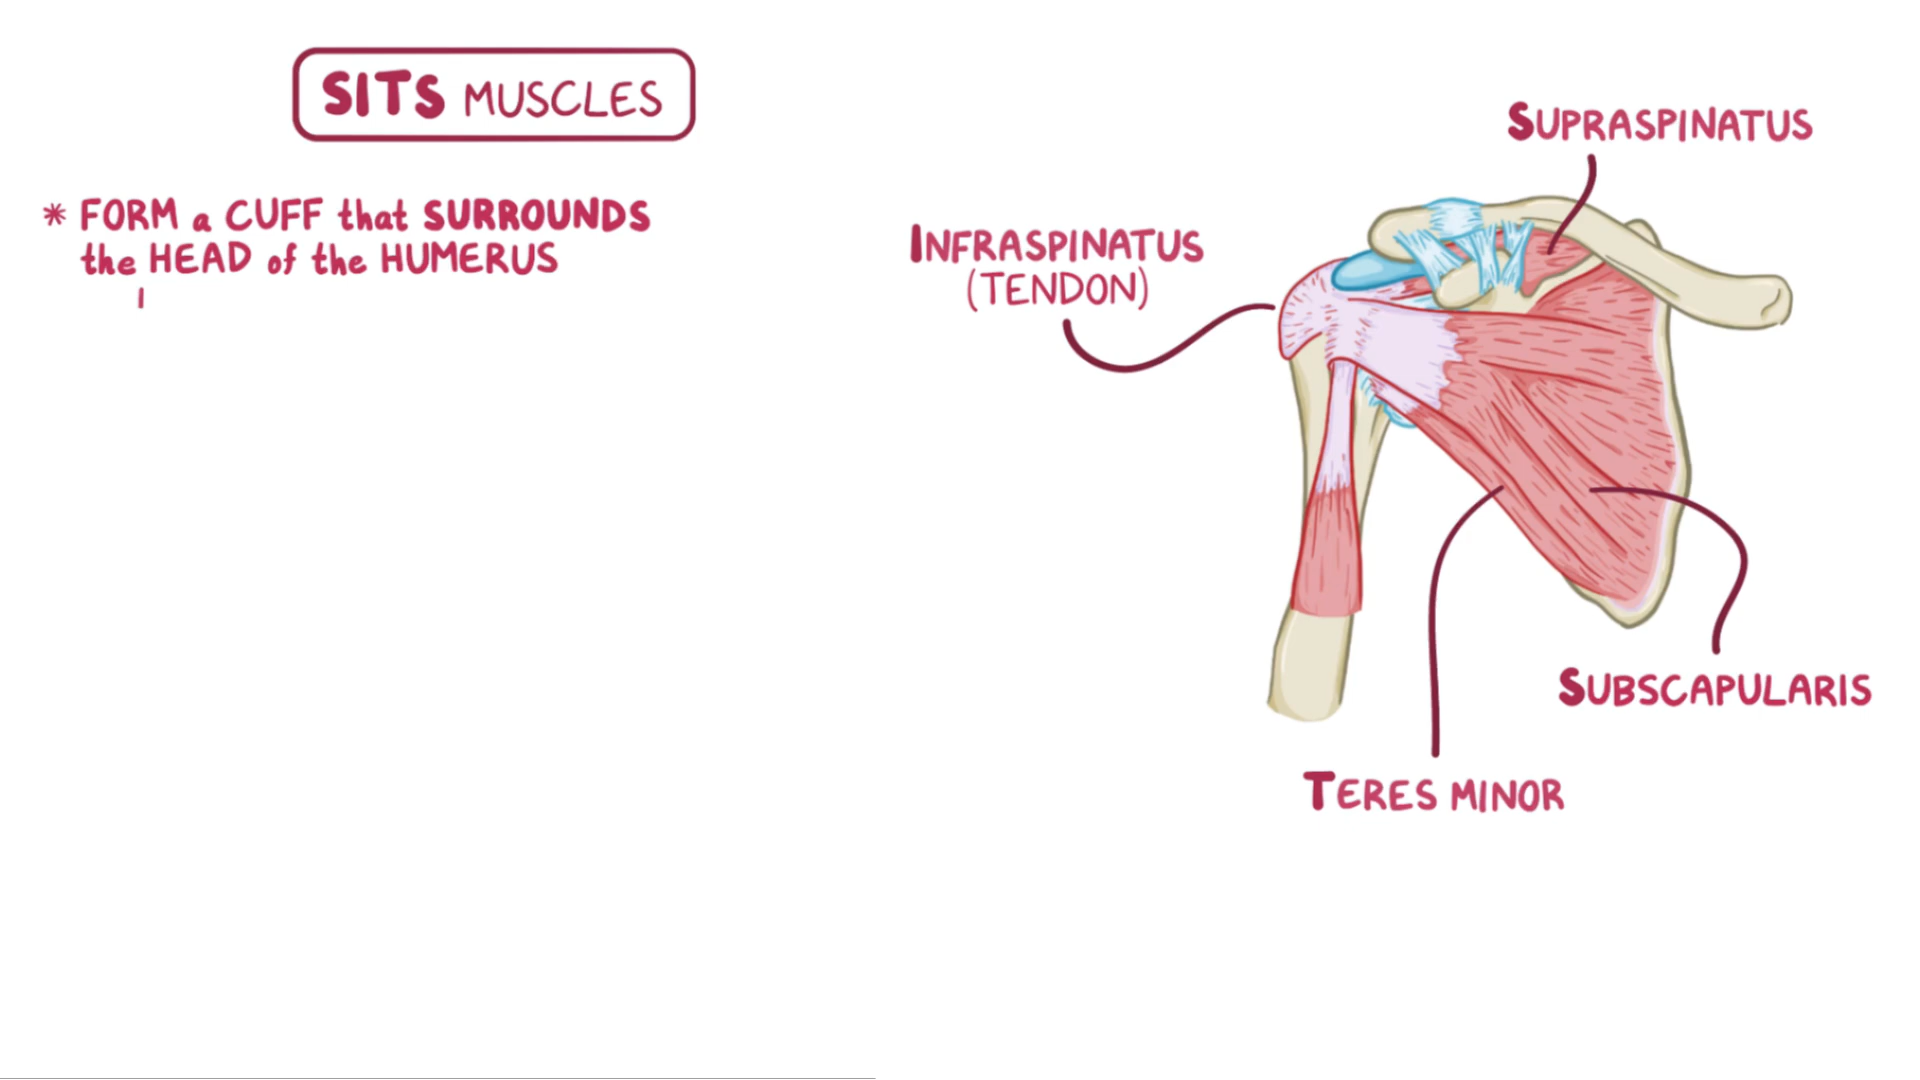 SITS MUSCLES
* FORM a CUFF that SURROUNDS
the HEAD of the HUMERUS
SUPRASPINATUS
INFRASPINATUS
(TENDON)
SUBSCAPULARIS
TERES MINOR